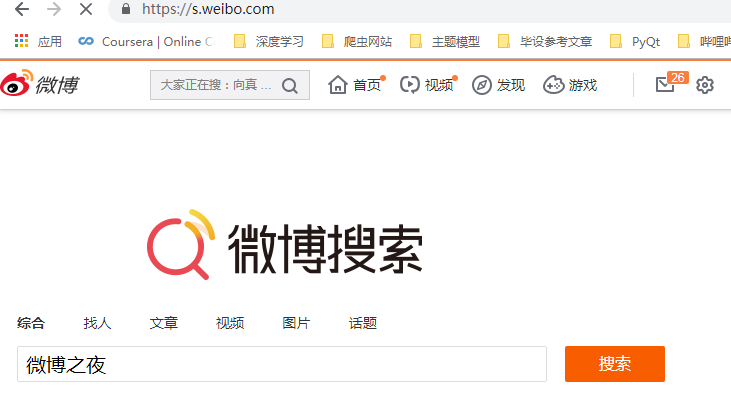 https://s.weibo.com
应用 Coursera | Online C 深度学习 爬虫网站 主题模型 毕设参考文章 PyQt 哔哩哔
微博 大家正在搜：向真 ... 首页 视频 发现 游戏 26
微博搜索
综合 找人 文章 视频 图片 话题
微博之夜 搜索